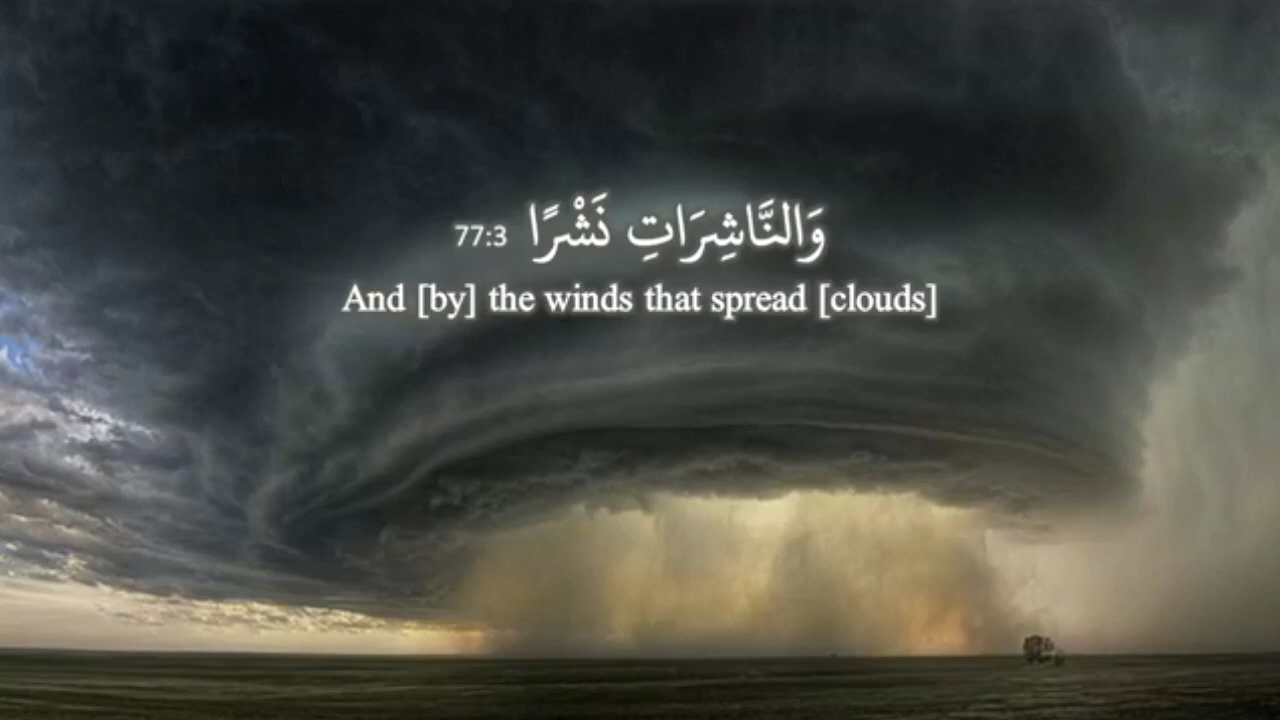 وَالنَّاشِرَاتِ نَشْرًا 77:3
And [by] the winds that spread [clouds]